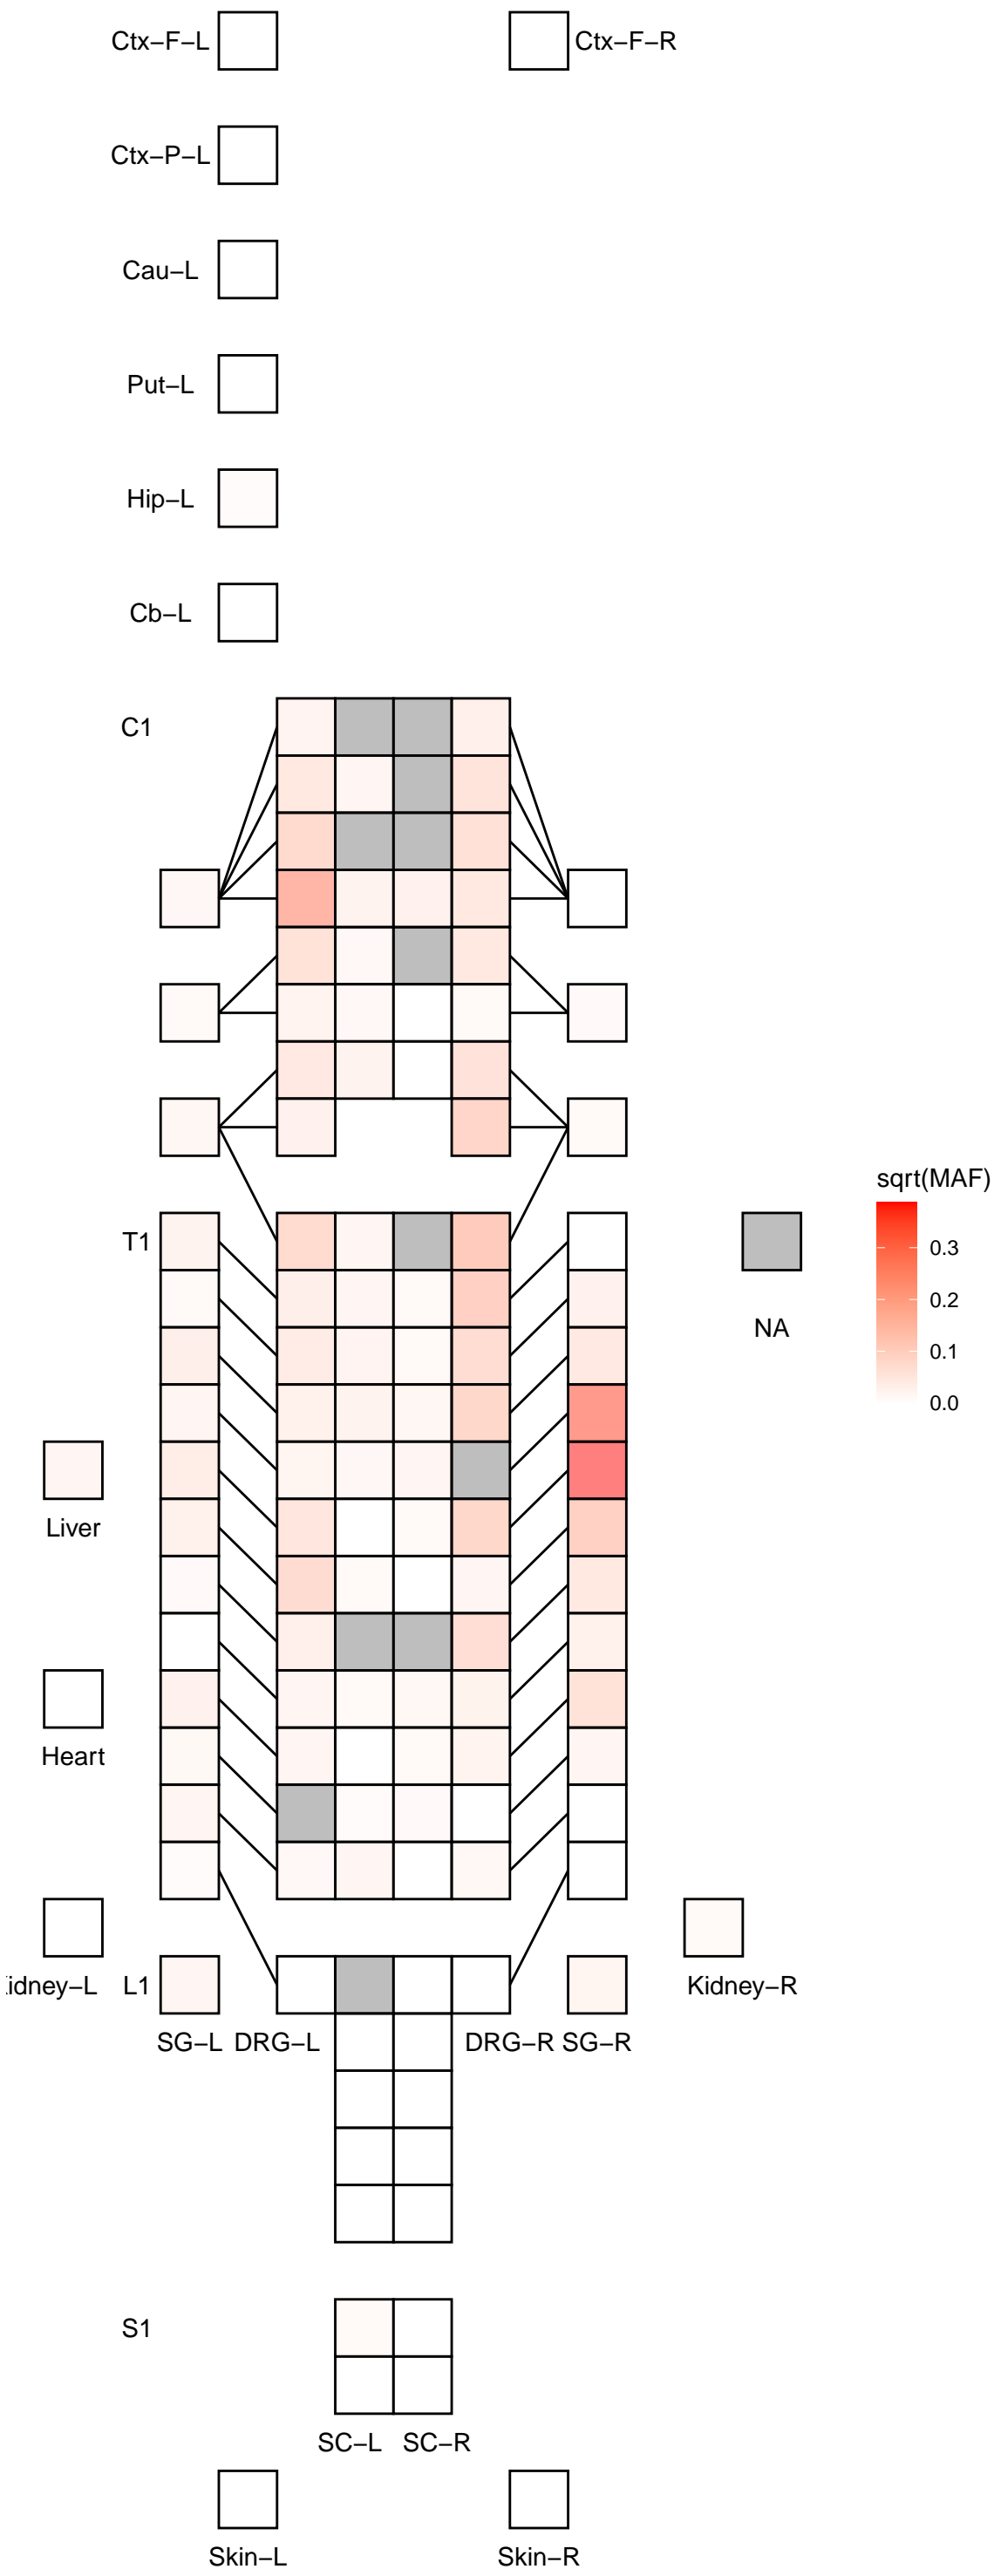 Ctx−F−L
Ctx−F−R
Ctx−P−L
Cau−L
Put−L
Hip−L
Cb−L
C1
sqrt(MAF)
T1
0.3
0.2
NA
0.1
0.0
Liver
Heart
idney−L
L1
Kidney−R
SG−L
DRG−L
DRG−R
SG−R
S1
SC−L
SC−R
Skin−L
Skin−R